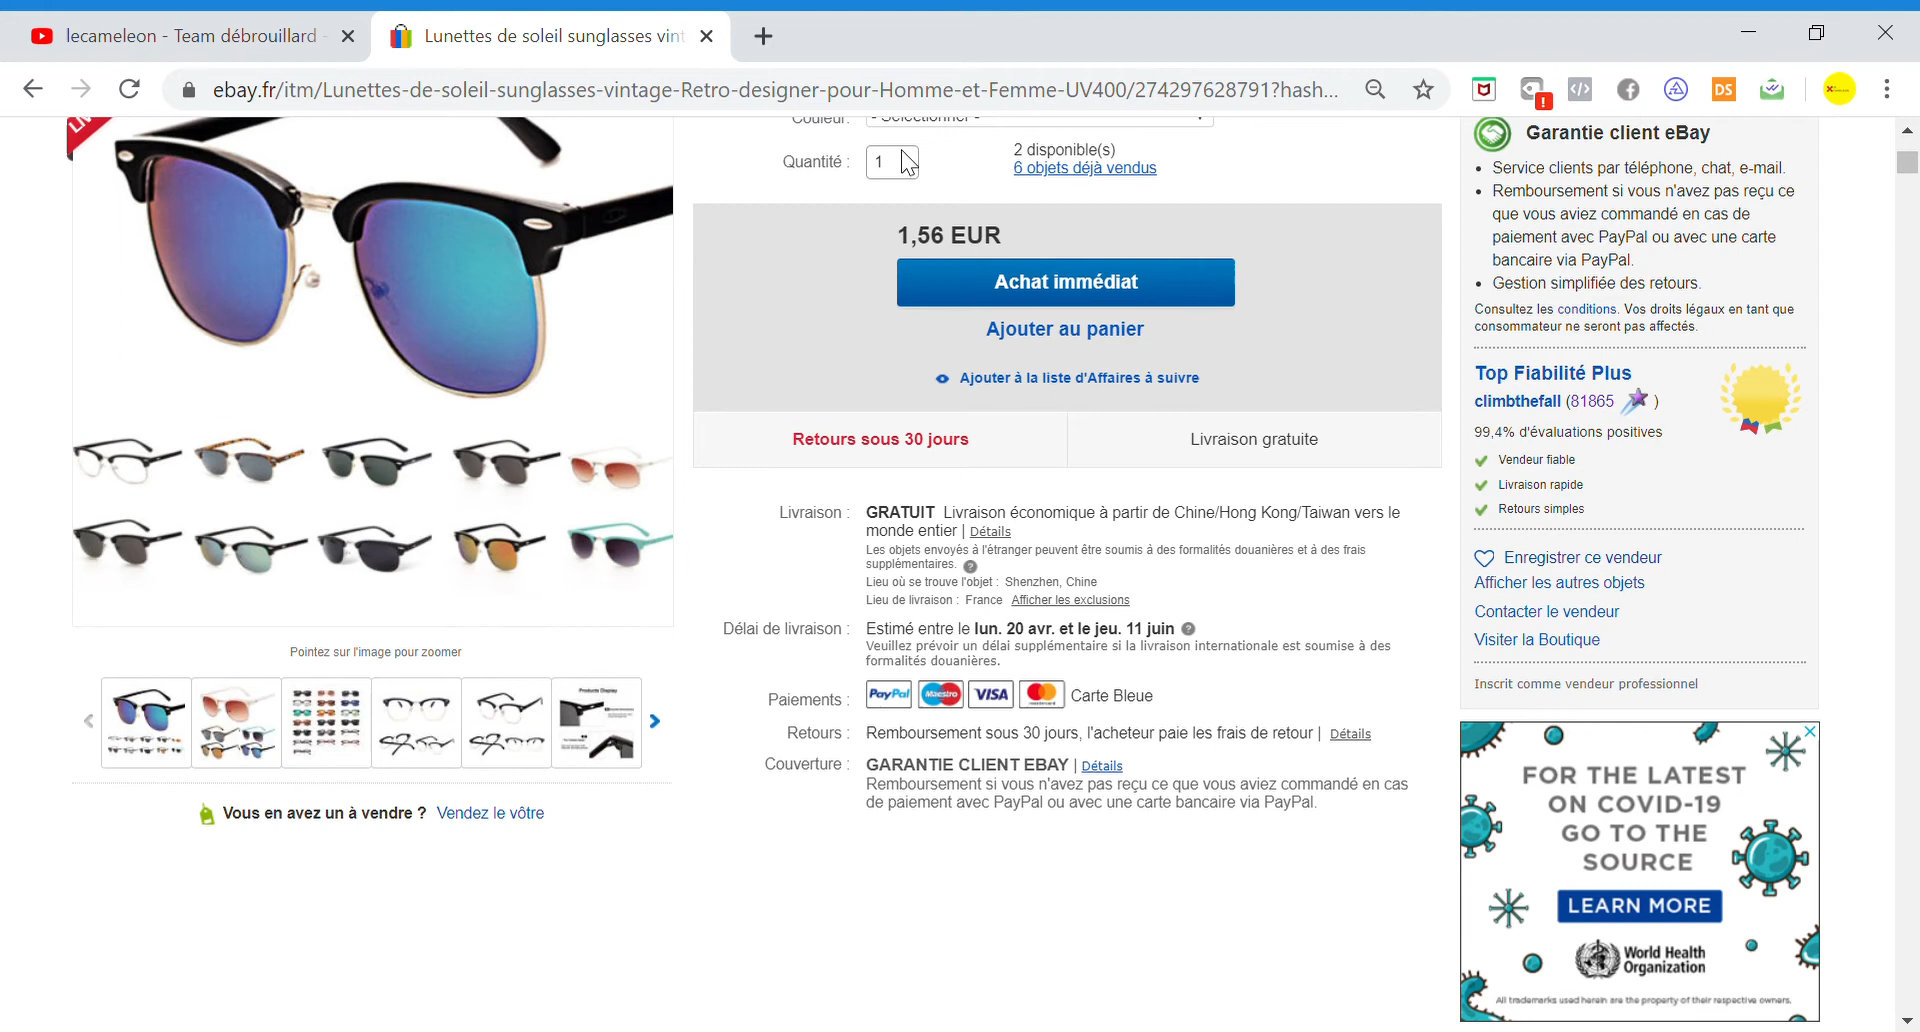 lecameleon - Team débrouillard -
Lunettes de soleil sunglasses vint
ebay.fr/itm/Lunettes-de-soleil-sunglasses-vintage-Retro-designer-pour-Homme-et-Femme-UV400/274297628791?hash...
DS
Couleur: - Sélectionner -
Quantité : 1
2 disponible(s)
6 objets déjà vendus
1,56 EUR
Achat immédiat
Ajouter au panier
Ajouter à la liste d'Affaires à suivre
Retours sous 30 jours
Livraison gratuite
Livraison : GRATUIT Livraison économique à partir de Chine/Hong Kong/Taiwan vers le
monde entier | Détails
Les objets envoyés à l'étranger peuvent être soumis à des formalités douanières et à des frais
supplémentaires. ?
Lieu où se trouve l'objet : Shenzhen, Chine
Lieu de livraison : France Afficher les exclusions
Délai de livraison : Estimé entre le lun. 20 avr. et le jeu. 11 juin ?
Veuillez prévoir un délai supplémentaire si la livraison internationale est soumise à des
formalités douanières.
Paiements : PayPal Maestro VISA mastercard Carte Bleue
Retours : Remboursement sous 30 jours, l'acheteur paie les frais de retour | Détails
Couverture : GARANTIE CLIENT EBAY | Détails
Remboursement si vous n'avez pas reçu ce que vous aviez commandé en cas
de paiement avec PayPal ou avec une carte bancaire via PayPal.
Pointez sur l'image pour zoomer
Products Display
Vous en avez un à vendre ? Vendez le vôtre
Garantie client eBay
• Service clients par téléphone, chat, e-mail.
• Remboursement si vous n'avez pas reçu ce
que vous aviez commandé en cas de
paiement avec PayPal ou avec une carte
bancaire via PayPal.
• Gestion simplifiée des retours.
Consultez les conditions. Vos droits légaux en tant que
consommateur ne seront pas affectés.
Top Fiabilité Plus
climbthefall (81865 )
99,4% d'évaluations positives
Vendeur fiable
Livraison rapide
Retours simples
Enregistrer ce vendeur
Afficher les autres objets
Contacter le vendeur
Visiter la Boutique
Inscrit comme vendeur professionnel
FOR THE LATEST
ON COVID-19
GO TO THE
SOURCE
LEARN MORE
World Health
Organization
All trademarks used herein are the property of their respective owners.